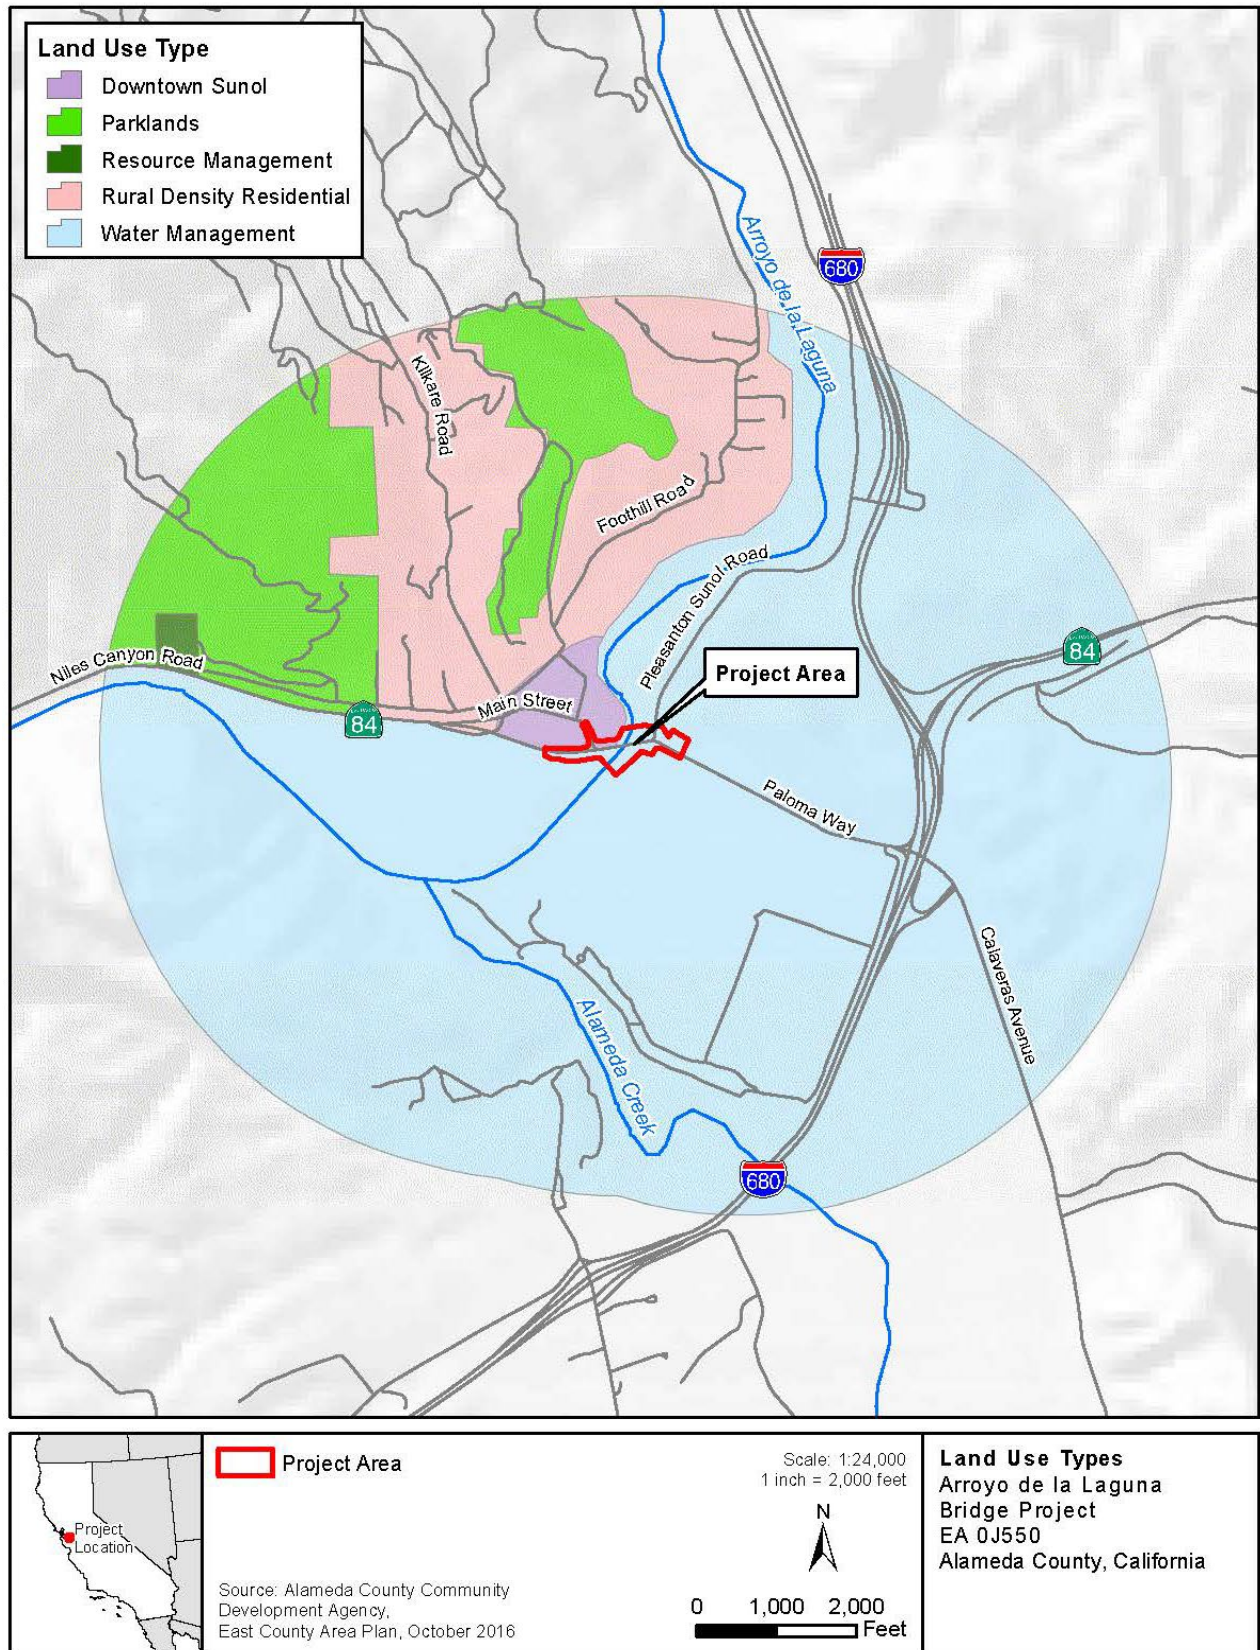 Land Use Type
Downtown Sunol
Parklands
Resource Management
Rural Density Residential
Water Management
680
Arroyo de la Laguna
Kilkare Road
Foothill Road
Pleasanton Sunol Road
84
Niles Canyon Road
Project Area
Main Street
84
Paloma Way
Calaveras Avenue
Alameda Creek
680
Project
Location
Project Area
Source: Alameda County Community
Development Agency,
East County Area Plan, October 2016
Scale: 1:24,000
1 inch = 2,000 feet
N
0 1,000 2,000
Feet
Land Use Types
Arroyo de la Laguna
Bridge Project
EA 0J550
Alameda County, California